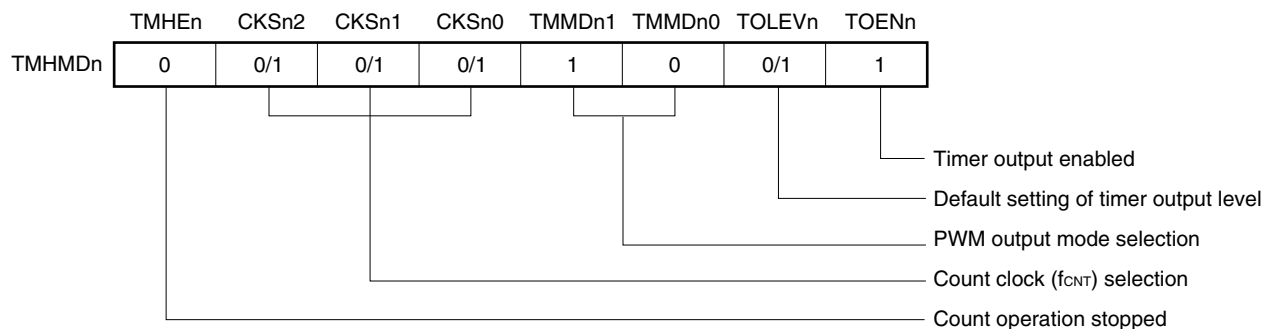 TMHEn CKSn2 CKSn1 CKSn0 TMMDn1 TMMDn0 TOLEVn TOENn
TMHMDn 0 0/1 0/1 0/1 1 0 0/1 1
Timer output enabled
Default setting of timer output level
PWM output mode selection
Count clock (fCNT) selection
Count operation stopped